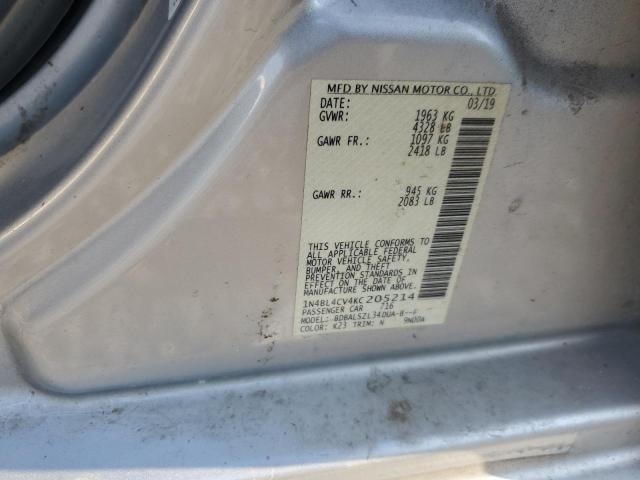 MFD BY NISSAN MOTOR CO., LTD
DATE: 03/19
GVWR: 1963 KG
4328 LB
GAWR FR.: 1097 KG
2418 LB
GAWR RR.: 945 KG
2083 LB
THIS VEHICLE CONFORMS TO
ALL APPLICABLE FEDERAL
MOTOR VEHICLE SAFETY,
BUMPER, AND THEFT
PREVENTION STANDARDS IN
EFFECT ON THE DATE OF
MANUFACTURE SHOWN ABOVE.
1N4BL4CV4KC205214
PASSENGER CAR /16
MODEL:
COLOR: K23 TRIM: N 9N00A